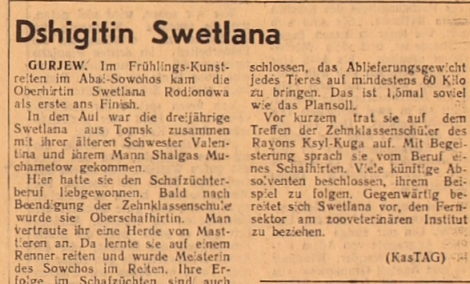 Dshigitin Swetlana
GURJEW. Im Frühlings-Kunst-
reiten im Abai-Sowchos kam die
Oberhirtin Swetlana Rodionowa
als erste ans Finish.
In den Aul war die dreijährige
Swetlana aus Tomsk zusammen
mit ihrer älteren Schwester Valen-
tina und ihrem Mann Shalgas Mu-
chametow gekommen.
Hier hatte sie den Schafzüchter-
beruf liebgewonnen. Bald nach
Beendigung der Zehnklassenschule
wurde sie Oberschafhirtin. Man
vertraute ihr eine Herde von Mast-
tieren an. Da lernte sie auf einem
Renner reiten und wurde Meisterin
des Sowchos im Reiten. Ihre Er-
folge im Schafzüchten sind auch
schlossen, das Ablieferungsgewicht
jedes Tieres auf mindestens 60 Kilo
zu bringen. Das ist 1,5mal soviel
wie das Plansoll.
Vor kurzem trat sie auf dem
Treffen der Zehnklassenschüler des
Rayons Ksyl-Kuga auf. Mit Begei-
sterung sprach sie vom Beruf ei-
nes Schafhirten. Viele künftige Ab-
solventen beschlossen, ihrem Bei-
spiel zu folgen. Gegenwärtig be-
reitet sich Swetlana vor, den Fern-
sektor am zooveterinären Institut
zu beziehen.
(KasTAG)